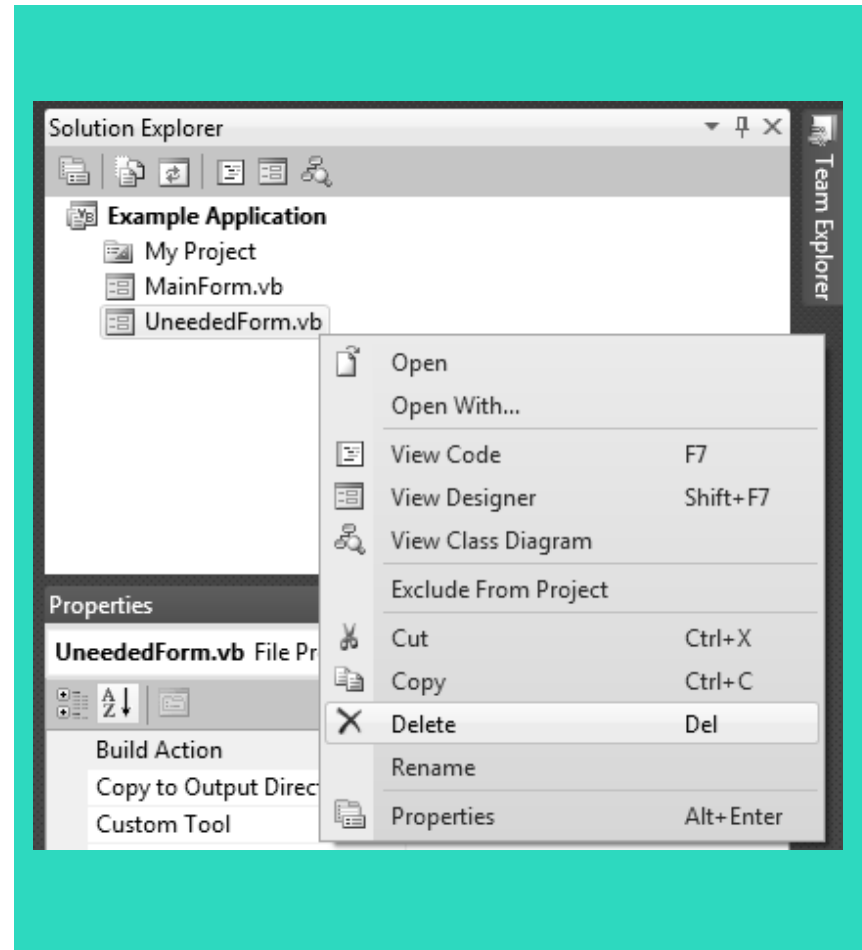 Solution Explorer
Team Explorer
VB
Example Application
My Project
MainForm.vb
UneededForm.vb
Open
Open With...
View Code F7
View Designer Shift+F7
View Class Diagram
Exclude From Project
Cut Ctrl+X
Copy Ctrl+C
Delete Del
Rename
Properties Alt+Enter
Properties
UneededForm.vb File Pr
A
Z
Build Action
Copy to Output Direc
Custom Tool